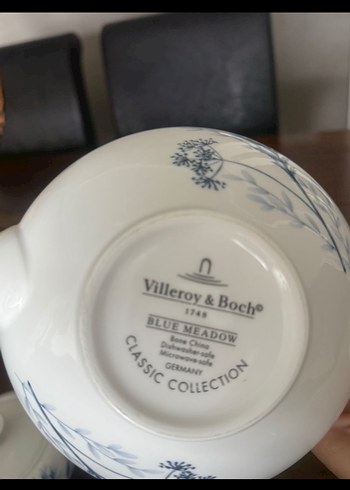 Villeroy & Boch©
1748
BLUE MEADOW
Bone China
Dishwasher-safe
Microwave-safe
GERMANY
CLASSIC COLLECTION